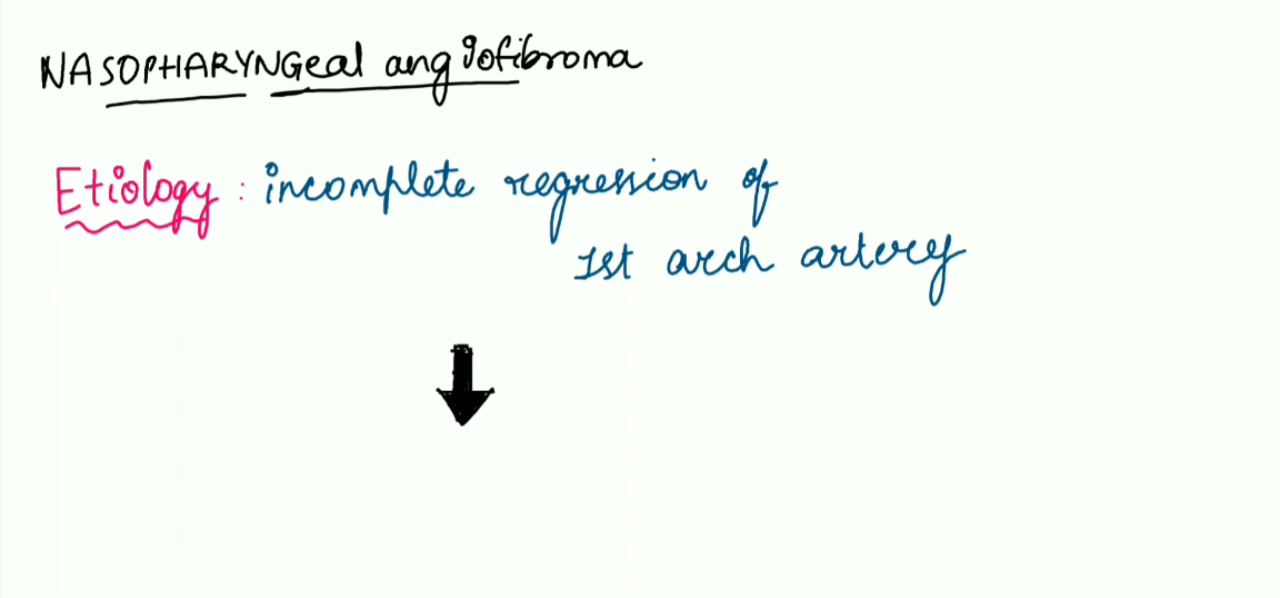 NASOPHARYNGeal angiofibroma
Etiology : incomplete regression of
1st arch artery